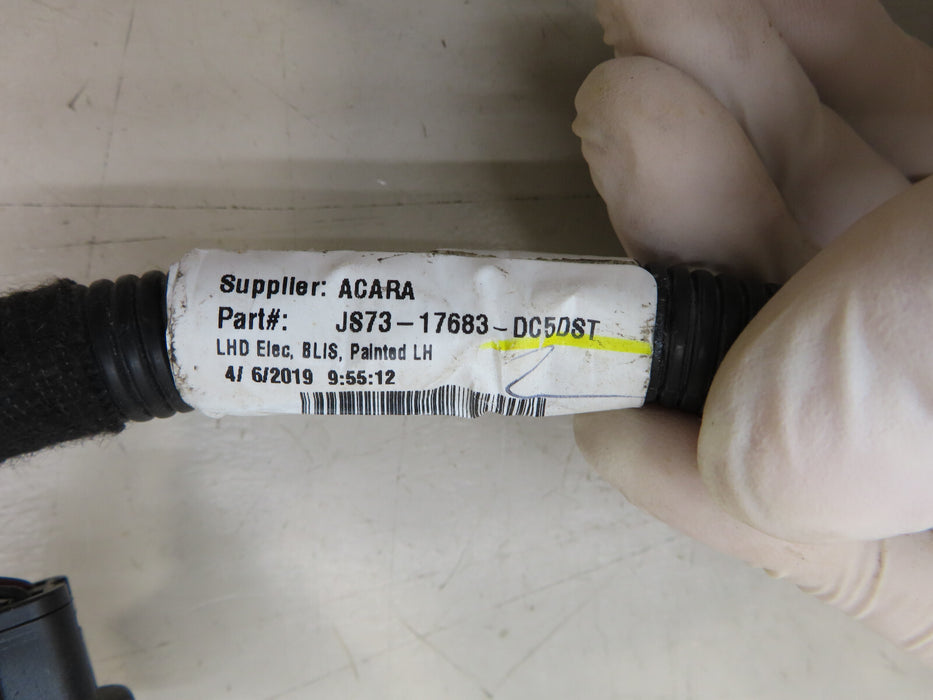 Supplier: ACARA
Part#: JS73-17683-DC5DST
LHD Elec, BLIS, Painted LH
4/ 6/2019 9:55:12